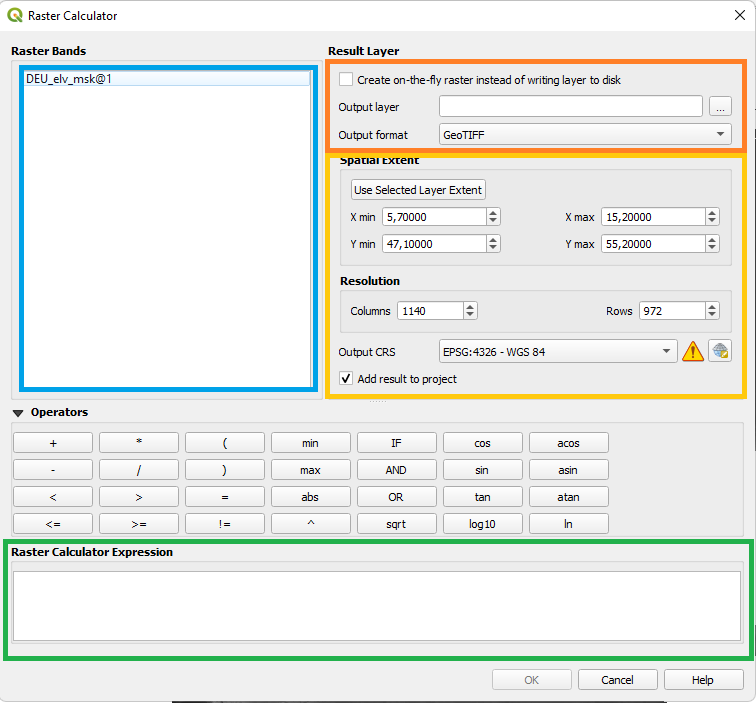 Raster Calculator
Raster Bands
DEU_elv_msk@1
Result Layer
Create on-the-fly raster instead of writing layer to disk
Output layer
...
Output format GeoTIFF
Spatial Extent
Use Selected Layer Extent
X min 5,70000 X max 15,20000
Y min 47,10000 Y max 55,20000
Resolution
Columns 1140 Rows 972
Output CRS EPSG:4326 - WGS 84
Add result to project
Operators
+ * ( min IF cos acos
- / ) max AND sin asin
< > = abs OR tan atan
<= >= != ^ sqrt log10 ln
Raster Calculator Expression
OK Cancel Help